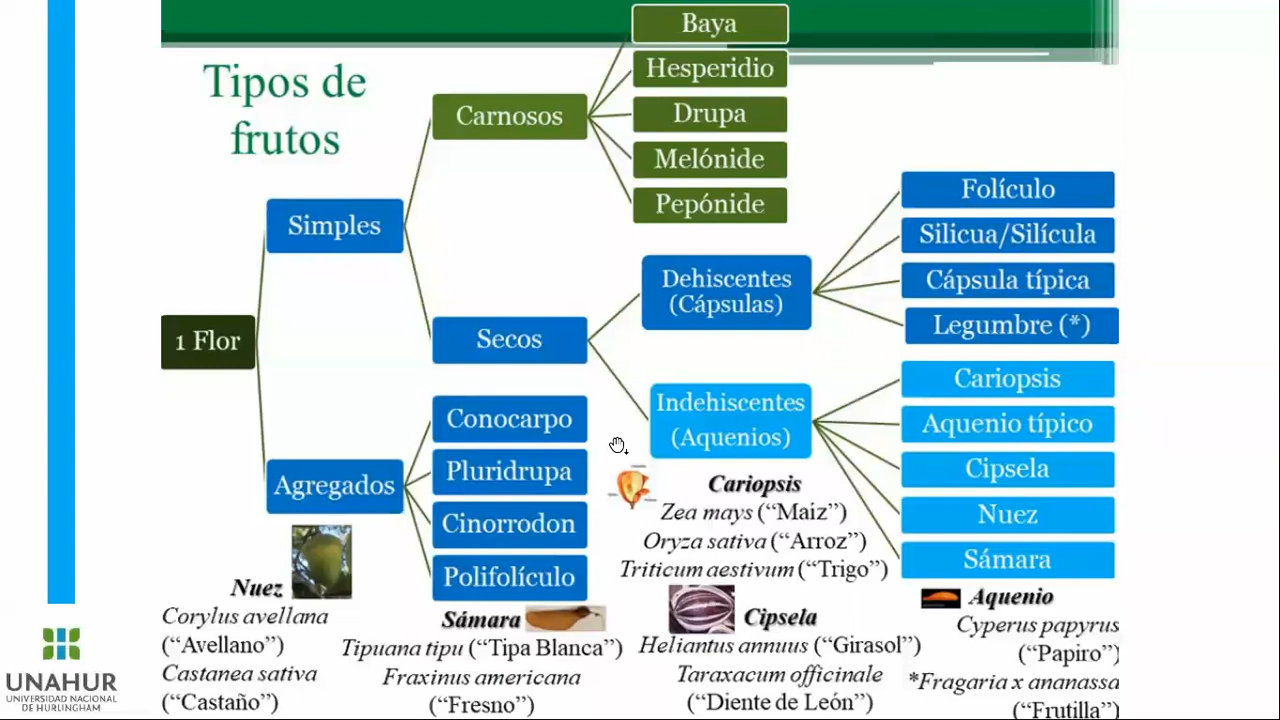 Tipos de
frutos
Baya
Hesperidio
Carnosos
Drupa
Melónide
Pepónide
Simples
Folículo
Silicua/Silícula
Dehiscentes
(Cápsulas)
Cápsula típica
Legumbre (*)
1 Flor
Secos
Cariopsis
Indehiscentes
(Aquenios)
Aquenio típico
Cipsela
Nuez
Sámara
Conocarpo
Pluridrupa
Agregados
Cinorrodon
Polifolículo
Cariopsis
Zea mays (“Maiz”)
Oryza sativa (“Arroz”)
Triticum aestivum (“Trigo”)
Nuez
Corylus avellana
(“Avellano”)
Castanea sativa
(“Castaño”)
Sámara
Tipuana tipu (“Tipa Blanca”)
Fraxinus americana
(“Fresno”)
Cipsela
Heliantus annuus (“Girasol”)
Taraxacum officinale
(“Diente de León”)
Aquenio
Cyperus papyrus
(“Papiro”)
*Fragaria x ananassa
(“Frutilla”)
UNAHUR
UNIVERSIDAD NACIONAL
DE HURLINGHAM